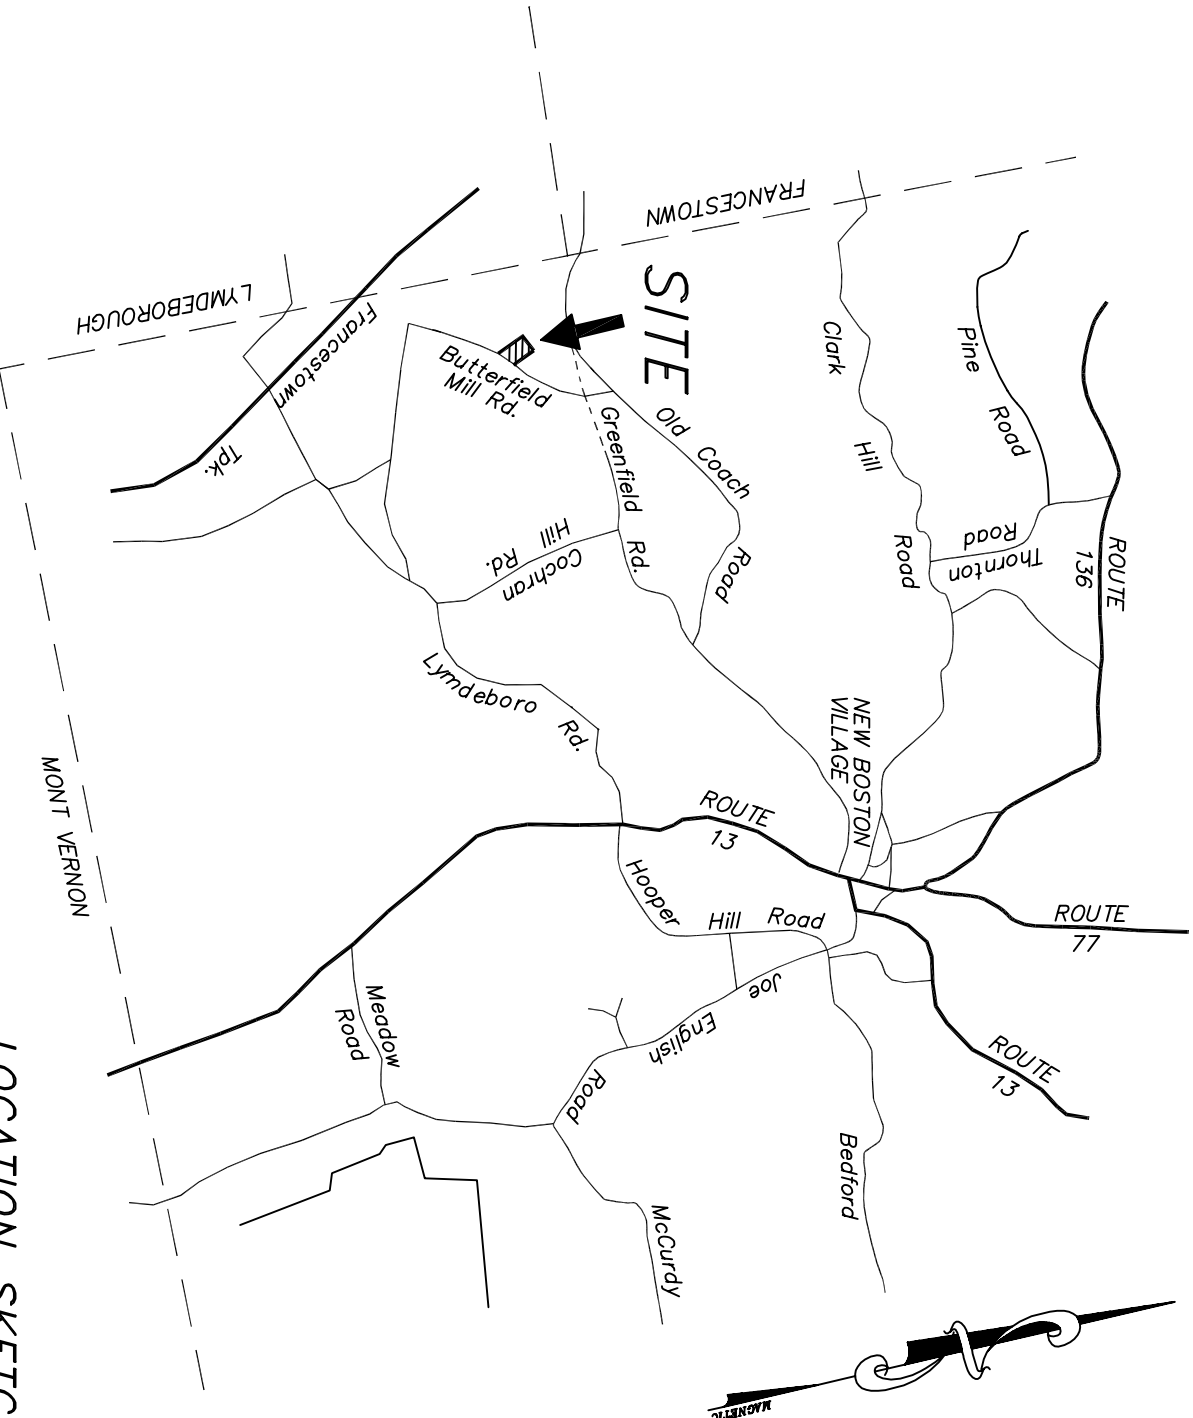 FRANCESTOWN
LYMDEBOROUGH
SITE
Francestown
Tpk.
Butterfield
Mill Rd.
Greenfield
Rd.
Old Coach
Road
Clark
Hill
Road
Pine
Road
Thornton
Road
ROUTE
136
Cochran
Hill Rd.
Lymdeboro
Rd.
NEW BOSTON
VILLAGE
MONT VERNON
ROUTE
13
Hooper
Hill
Road
ROUTE
77
Joe
English
Road
Meadow
Road
ROUTE
13
Bedford
McCurdy
N
MAGNETIC
LOCATION SKETC